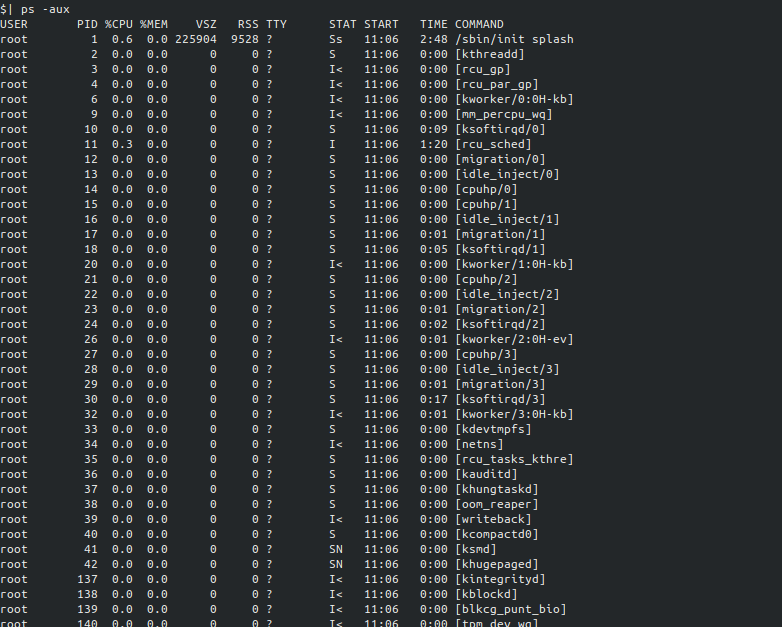 $| ps -aux
USER       PID %CPU %MEM    VSZ   RSS TTY      STAT START   TIME COMMAND
root         1  0.6  0.0 225904  9528 ?        Ss   11:06   2:48 /sbin/init splash
root         2  0.0  0.0      0     0 ?        S    11:06   0:00 [kthreadd]
root         3  0.0  0.0      0     0 ?        I<   11:06   0:00 [rcu_gp]
root         4  0.0  0.0      0     0 ?        I<   11:06   0:00 [rcu_par_gp]
root         6  0.0  0.0      0     0 ?        I<   11:06   0:00 [kworker/0:0H-kb]
root         9  0.0  0.0      0     0 ?        I<   11:06   0:00 [mm_percpu_wq]
root        10  0.0  0.0      0     0 ?        S    11:06   0:09 [ksoftirqd/0]
root        11  0.3  0.0      0     0 ?        I    11:06   1:20 [rcu_sched]
root        12  0.0  0.0      0     0 ?        S    11:06   0:00 [migration/0]
root        13  0.0  0.0      0     0 ?        S    11:06   0:00 [idle_inject/0]
root        14  0.0  0.0      0     0 ?        S    11:06   0:00 [cpuhp/0]
root        15  0.0  0.0      0     0 ?        S    11:06   0:00 [cpuhp/1]
root        16  0.0  0.0      0     0 ?        S    11:06   0:00 [idle_inject/1]
root        17  0.0  0.0      0     0 ?        S    11:06   0:01 [migration/1]
root        18  0.0  0.0      0     0 ?        S    11:06   0:05 [ksoftirqd/1]
root        20  0.0  0.0      0     0 ?        I<   11:06   0:00 [kworker/1:0H-kb]
root        21  0.0  0.0      0     0 ?        S    11:06   0:00 [cpuhp/2]
root        22  0.0  0.0      0     0 ?        S    11:06   0:00 [idle_inject/2]
root        23  0.0  0.0      0     0 ?        S    11:06   0:01 [migration/2]
root        24  0.0  0.0      0     0 ?        S    11:06   0:02 [ksoftirqd/2]
root        26  0.0  0.0      0     0 ?        I<   11:06   0:01 [kworker/2:0H-ev]
root        27  0.0  0.0      0     0 ?        S    11:06   0:00 [cpuhp/3]
root        28  0.0  0.0      0     0 ?        S    11:06   0:00 [idle_inject/3]
root        29  0.0  0.0      0     0 ?        S    11:06   0:01 [migration/3]
root        30  0.0  0.0      0     0 ?        S    11:06   0:17 [ksoftirqd/3]
root        32  0.0  0.0      0     0 ?        I<   11:06   0:01 [kworker/3:0H-kb]
root        33  0.0  0.0      0     0 ?        S    11:06   0:00 [kdevtmpfs]
root        34  0.0  0.0      0     0 ?        I<   11:06   0:00 [netns]
root        35  0.0  0.0      0     0 ?        S    11:06   0:00 [rcu_tasks_kthre]
root        36  0.0  0.0      0     0 ?        S    11:06   0:00 [kauditd]
root        37  0.0  0.0      0     0 ?        S    11:06   0:00 [khungtaskd]
root        38  0.0  0.0      0     0 ?        S    11:06   0:00 [oom_reaper]
root        39  0.0  0.0      0     0 ?        I<   11:06   0:00 [writeback]
root        40  0.0  0.0      0     0 ?        S    11:06   0:00 [kcompactd0]
root        41  0.0  0.0      0     0 ?        SN   11:06   0:00 [ksmd]
root        42  0.0  0.0      0     0 ?        SN   11:06   0:00 [khugepaged]
root       137  0.0  0.0      0     0 ?        I<   11:06   0:00 [kintegrityd]
root       138  0.0  0.0      0     0 ?        I<   11:06   0:00 [kblockd]
root       139  0.0  0.0      0     0 ?        I<   11:06   0:00 [blkcg_punt_bio]
root       140  0.0  0.0      0     0 ?        I<   11:06   0:00 [tpm_dev_wq]